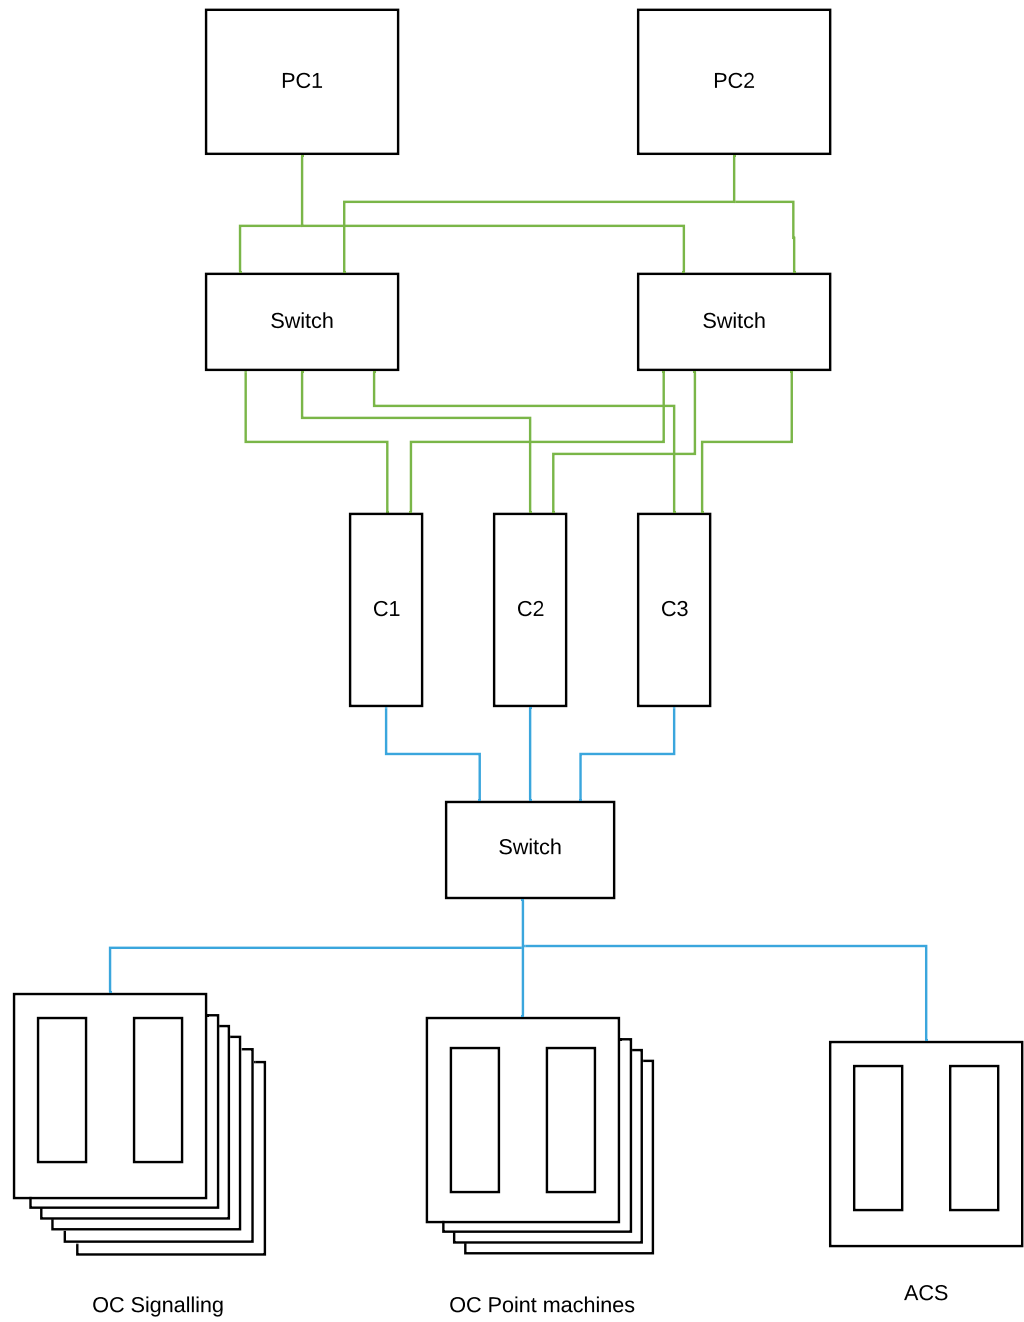 PC1
PC2
Switch
Switch
C1
C2
C3
Switch
OC Signalling
OC Point machines
ACS